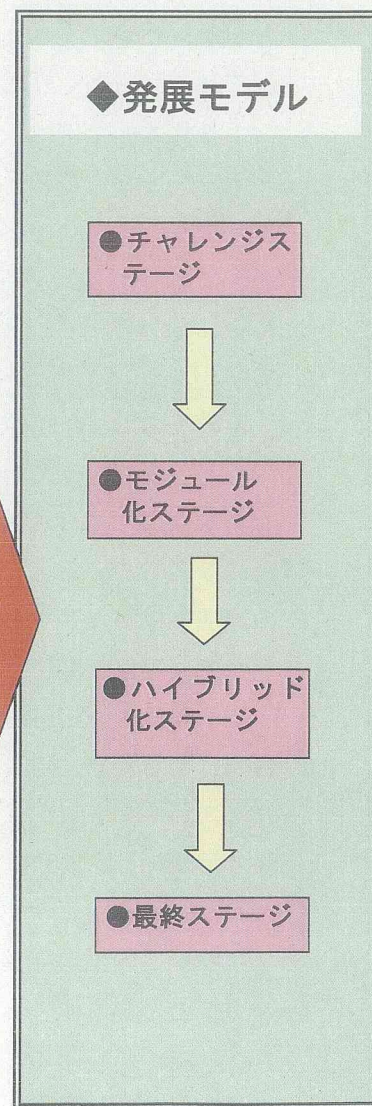 ◆発展モデル
●チャレンジス
テージ
●モジュール
化ステージ
●ハイブリッド
化ステージ
●最終ステージ